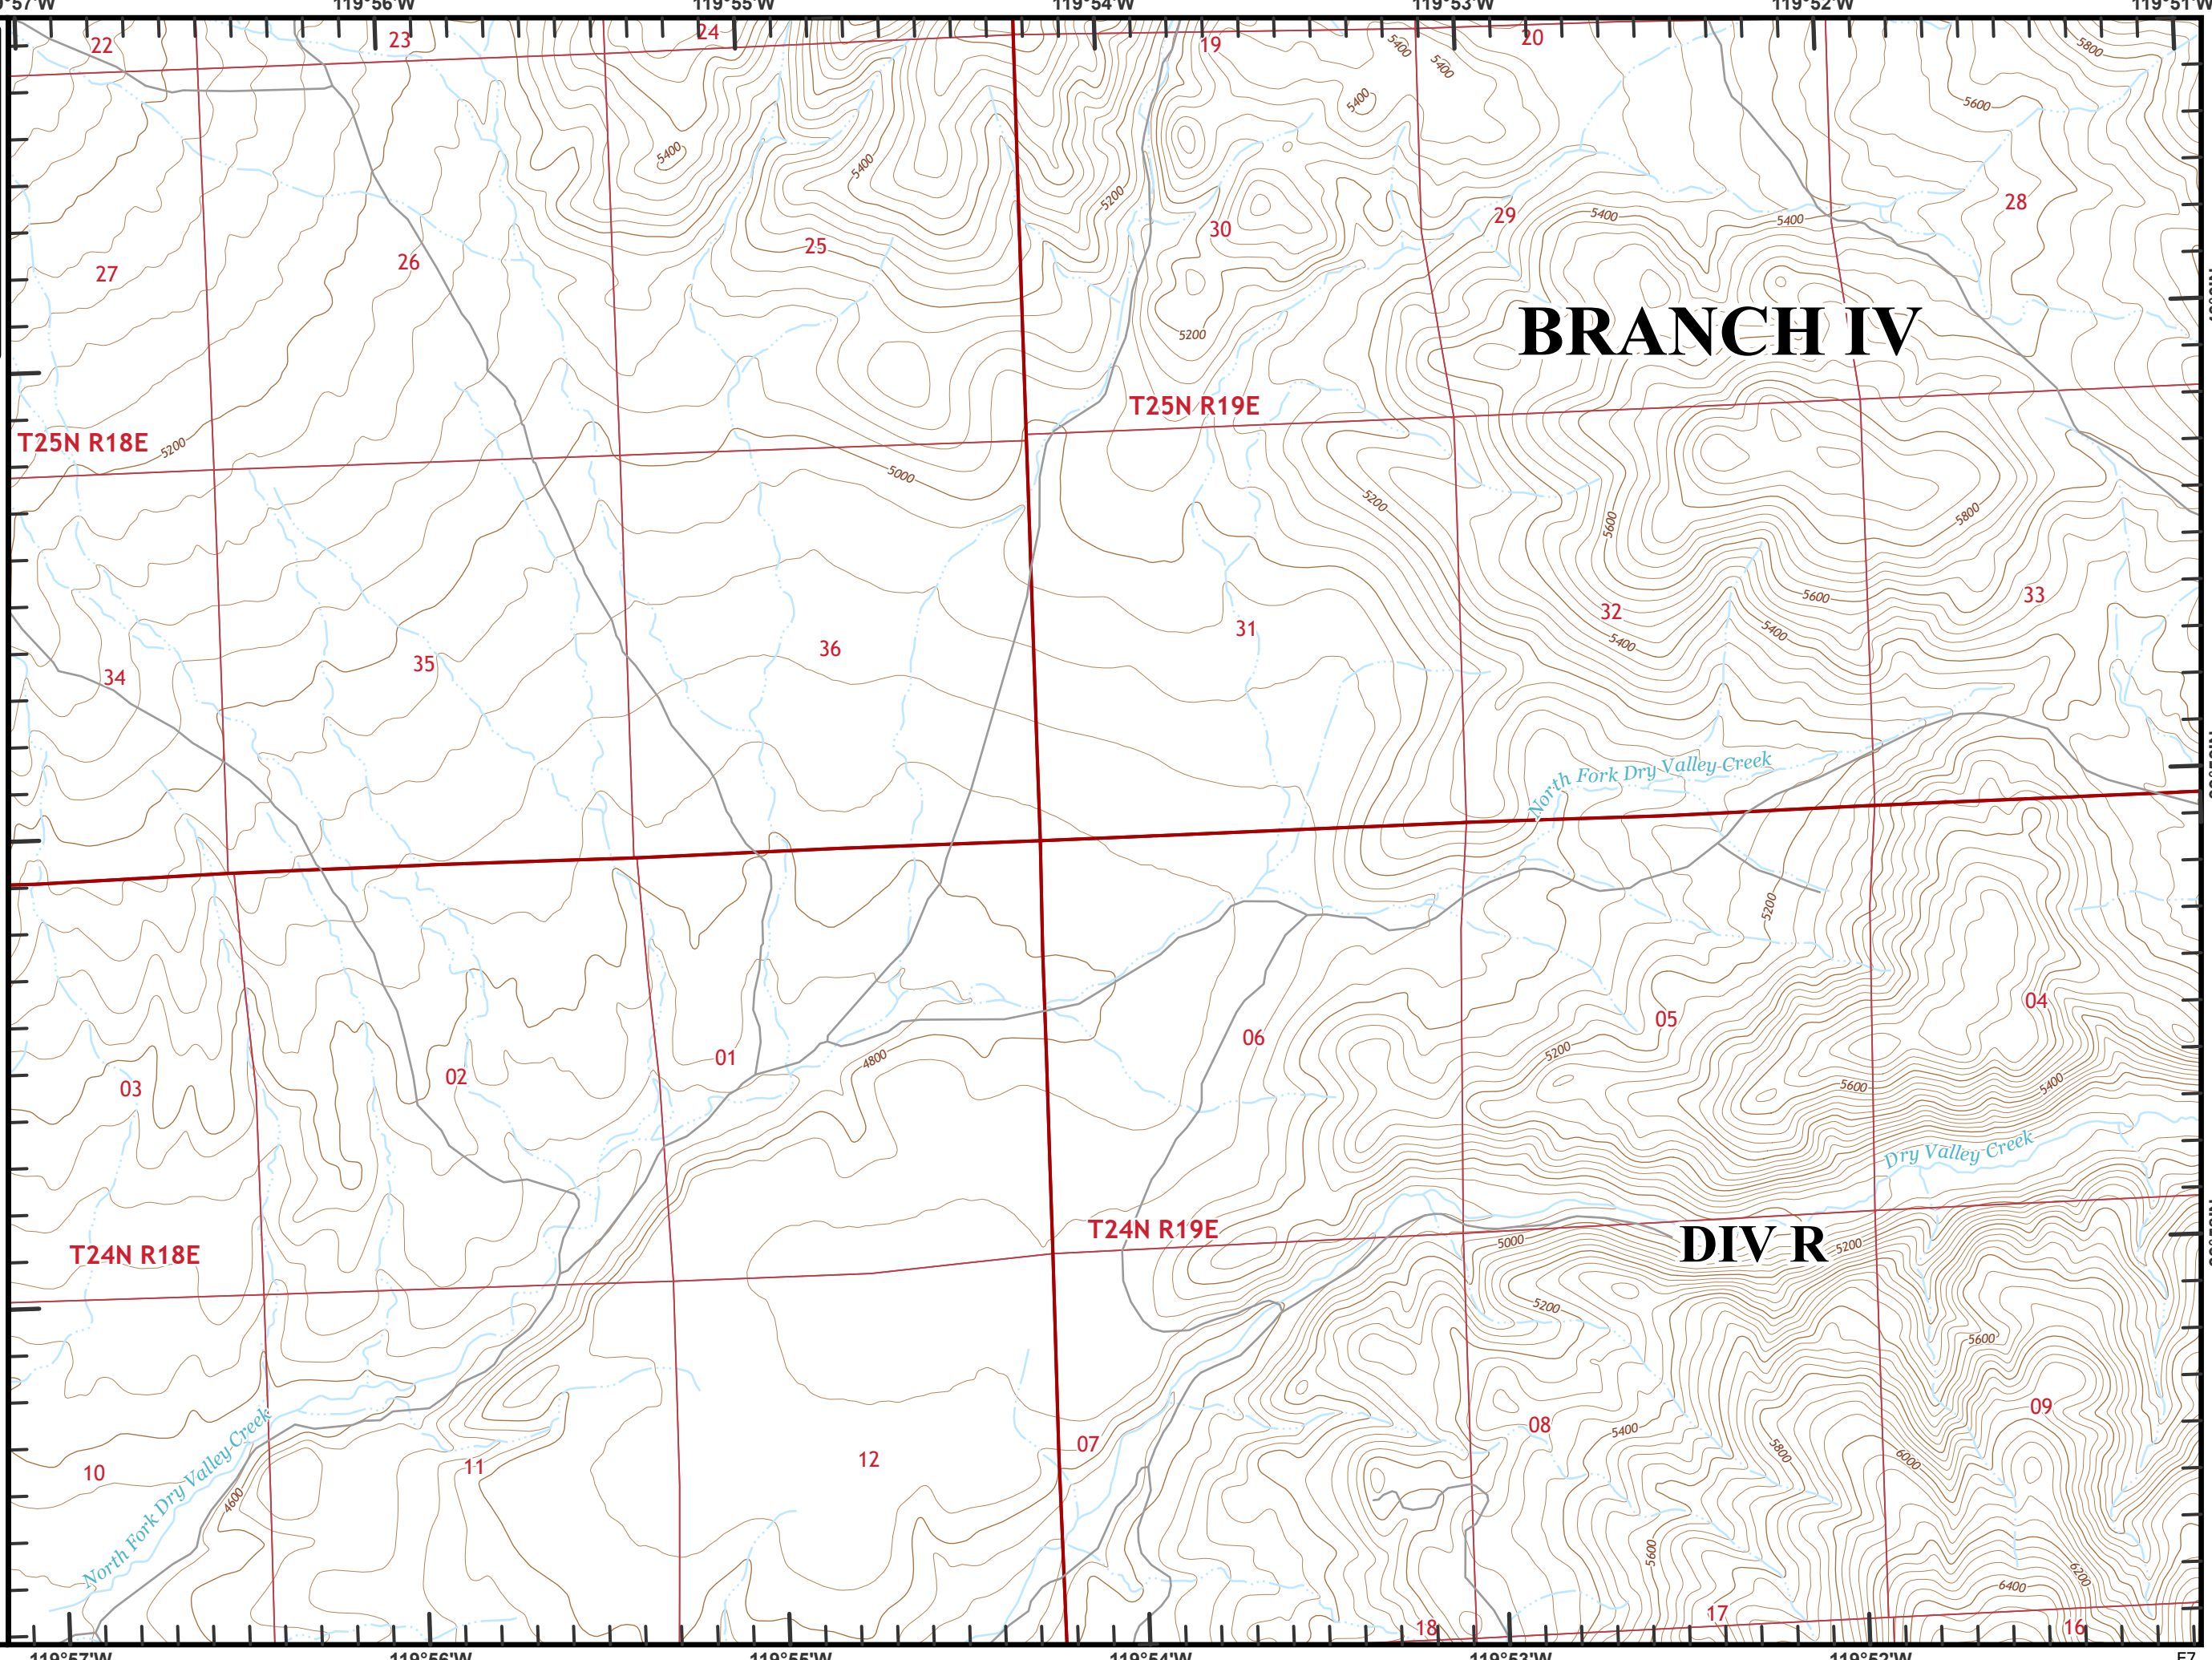 119°56'W 119°55'W 119°54'W 119°53'W 119°52'W
22 23 24 19 20
5400 5400 5400 5800 5600
5400 5400 5200
27 26 25 30 29 28
5400 5400
5200
BRANCH IV
T25N R18E
T25N R19E
5200 5000 5200 5600 5800
34 35 36 31 32 33
5400 5400 5600
North Fork Dry Valley Creek
5200
03 02 01 06 05 04
4800 5200 5600 5400
Dry Valley Creek
T24N R18E
T24N R19E
DIV R
5000 5200
5200 5600
10 11 12 07 08 09
North Fork Dry Valley Creek
4600 5400 5800 6000
5600 6400 6200
18 17 16
119°57'W 119°56'W 119°55'W 119°54'W 119°53'W 119°52'W